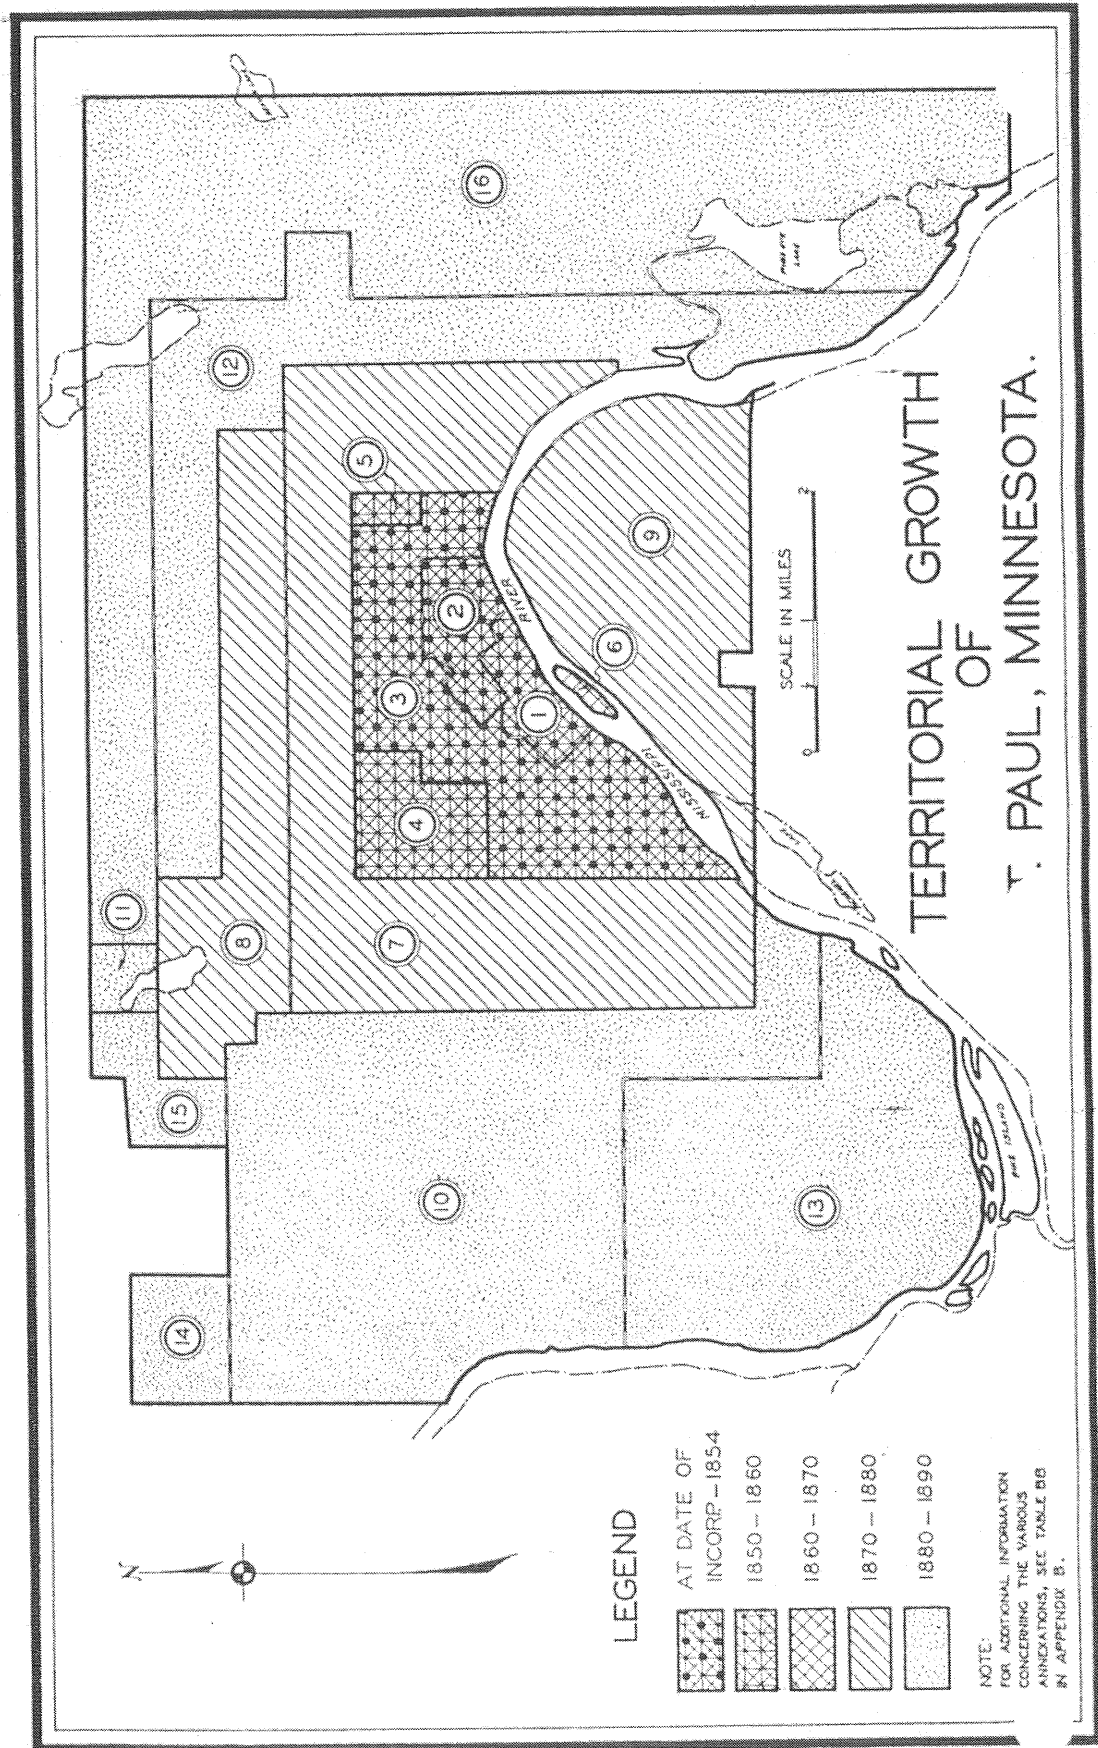 TERRITORIAL GROWTH
OF
T. PAUL, MINNESOTA.
N
LEGEND
AT DATE OF
INCORP.-1854
1850-1860
1860-1870
1870-1880
1880-1890
NOTE:
FOR ADDITIONAL INFORMATION
CONCERNING THE VARIOUS
ANNEXATIONS, SEE TABLE BB
IN APPENDIX B.
SCALE IN MILES
0
1
2
14
15
11
8
12
16
10
7
4
3
2
5
1
6
9
13
MISSISSIPPI
RIVER
PIKE ISLAND
LAKE
LAKE